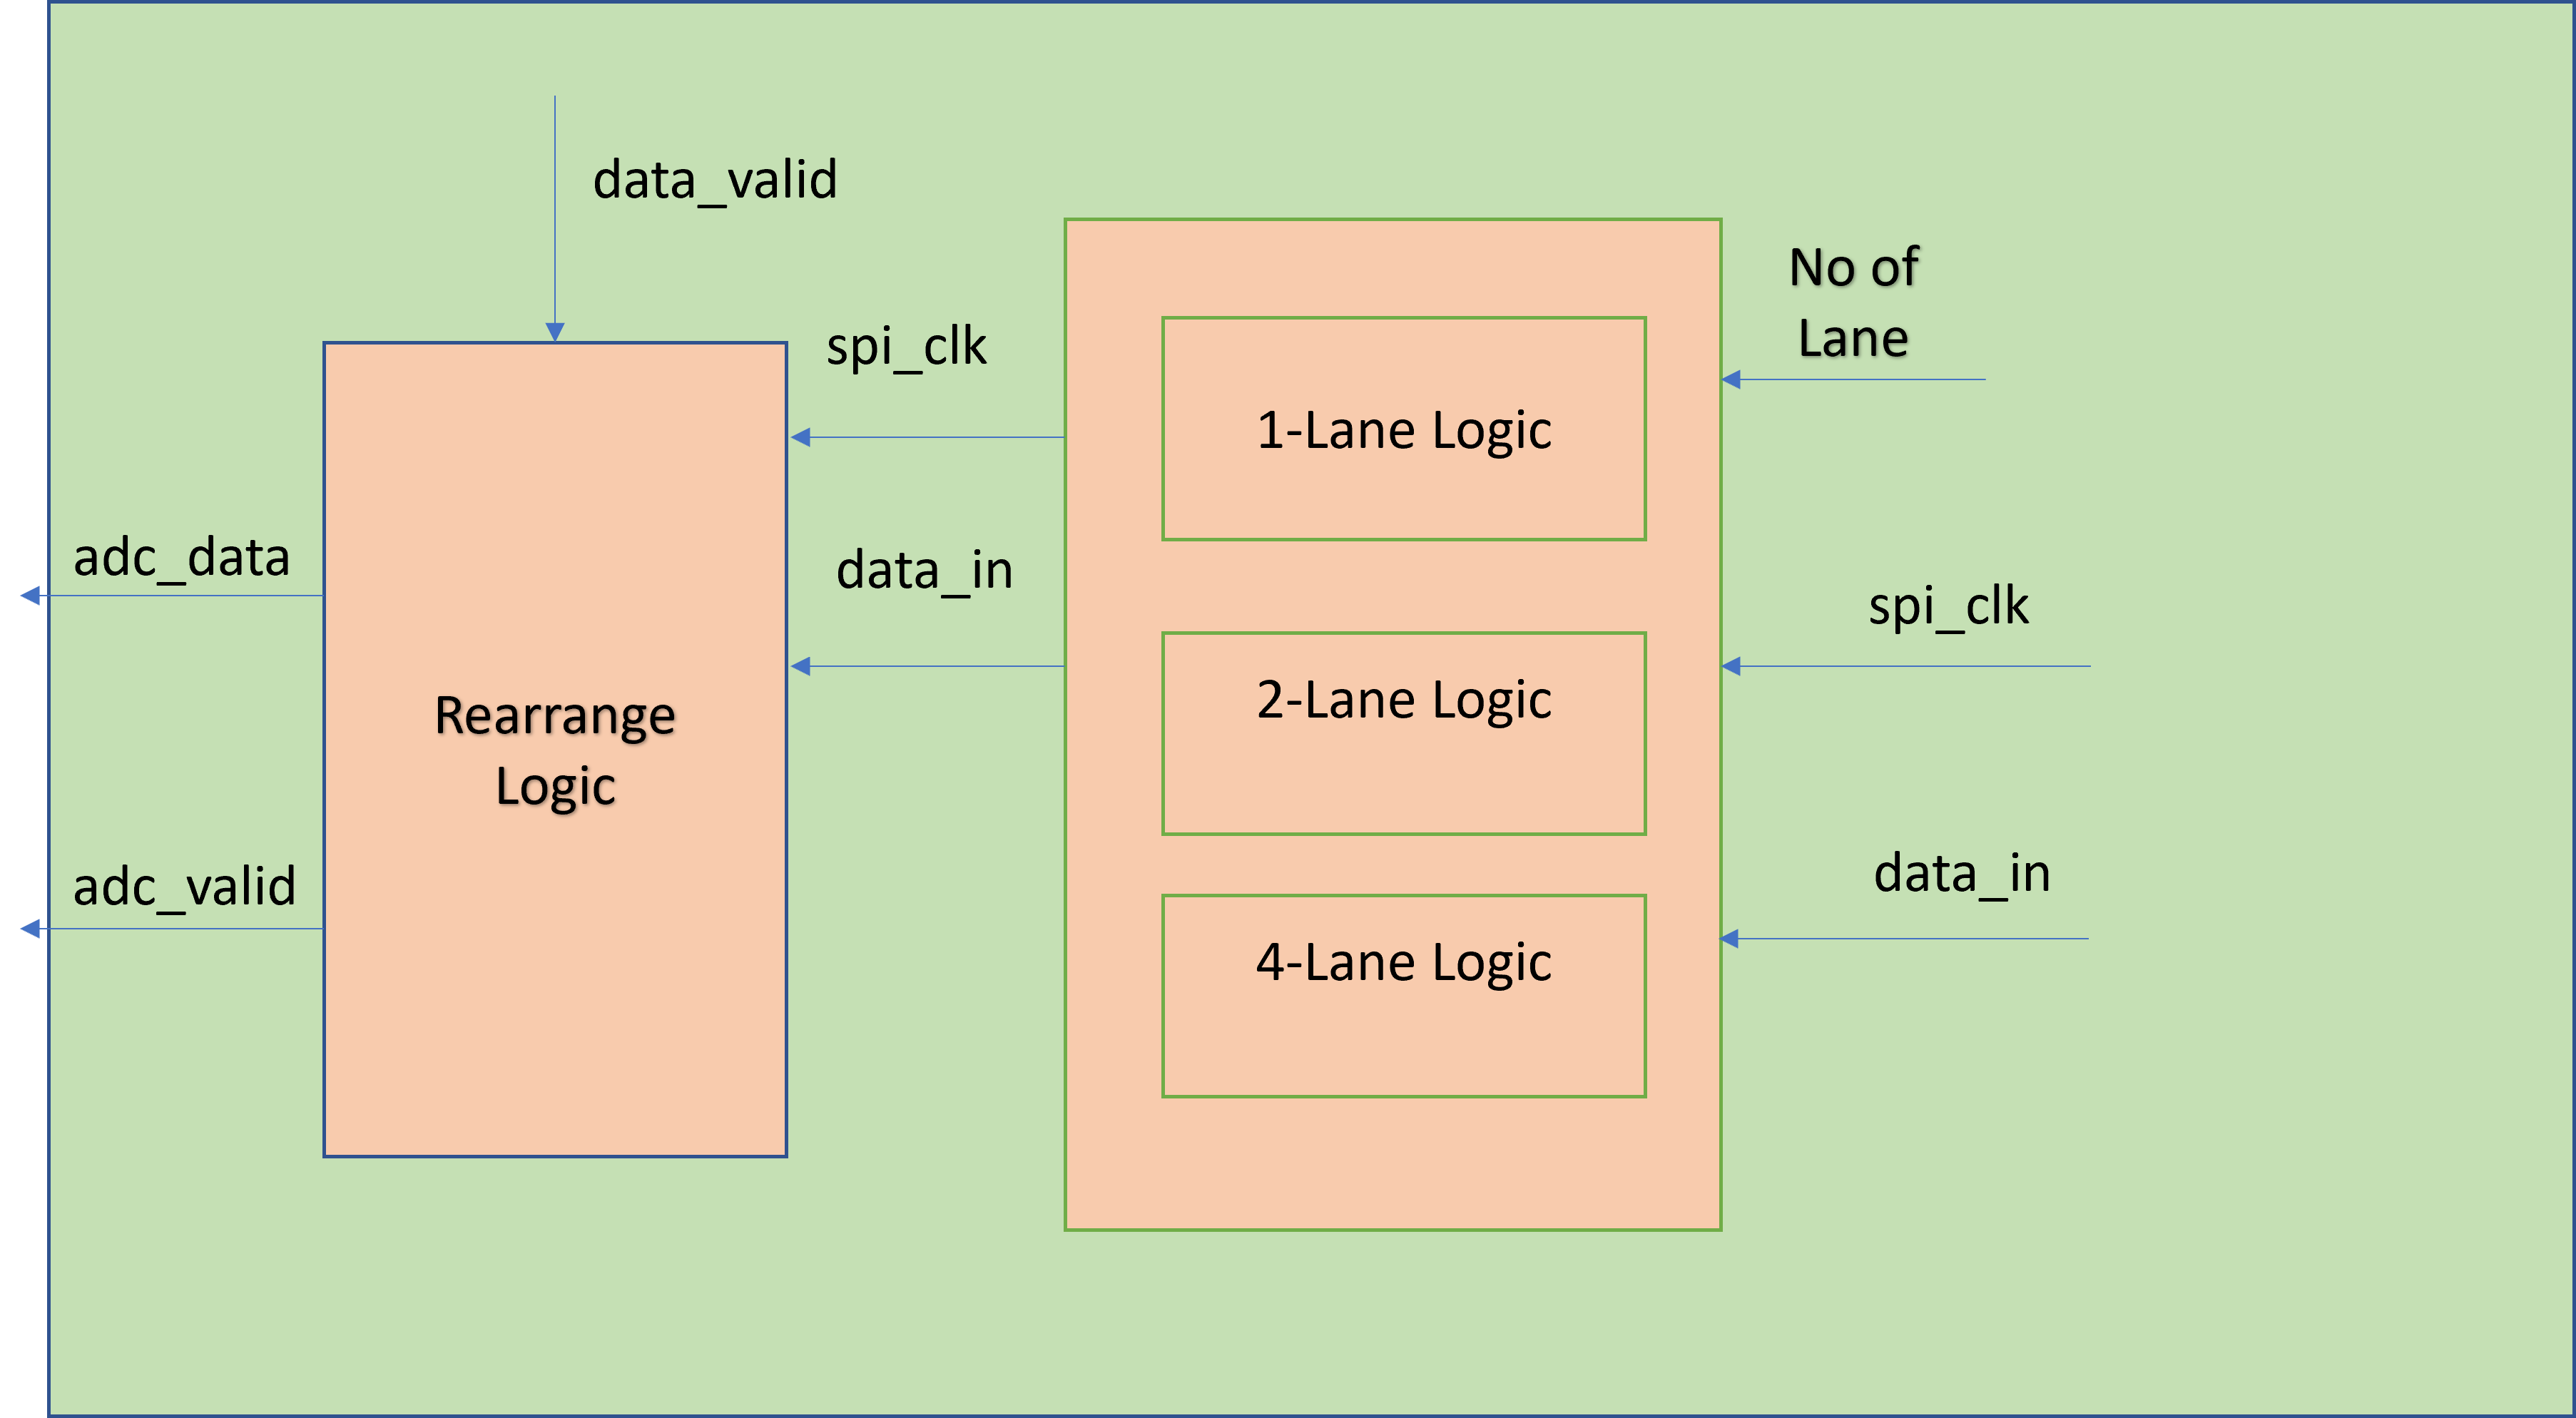 data_valid
No of
Lane
spi_clk
1-Lane Logic
adc_data
data_in
spi_clk
2-Lane Logic
Rearrange
Logic
adc_valid
data_in
4-Lane Logic